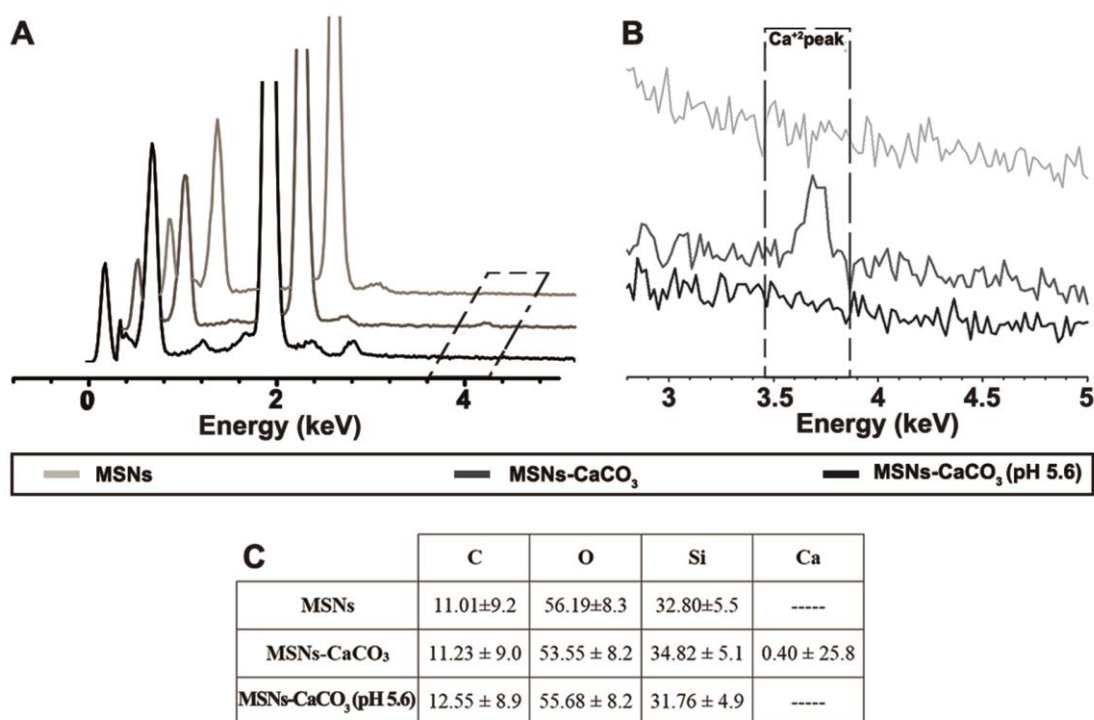 A
B
Ca⁺²peak
0 2 4
Energy (keV)
3 3.5 4 4.5 5
Energy (keV)
MSNs MSNs-CaCO₃ MSNs-CaCO₃ (pH 5.6)
C
C O Si Ca
MSNs 11.01±9.2 56.19±8.3 32.80±5.5 -----
MSNs-CaCO₃ 11.23 ± 9.0 53.55 ± 8.2 34.82 ± 5.1 0.40 ± 25.8
MSNs-CaCO₃ (pH 5.6) 12.55 ± 8.9 55.68 ± 8.2 31.76 ± 4.9 -----